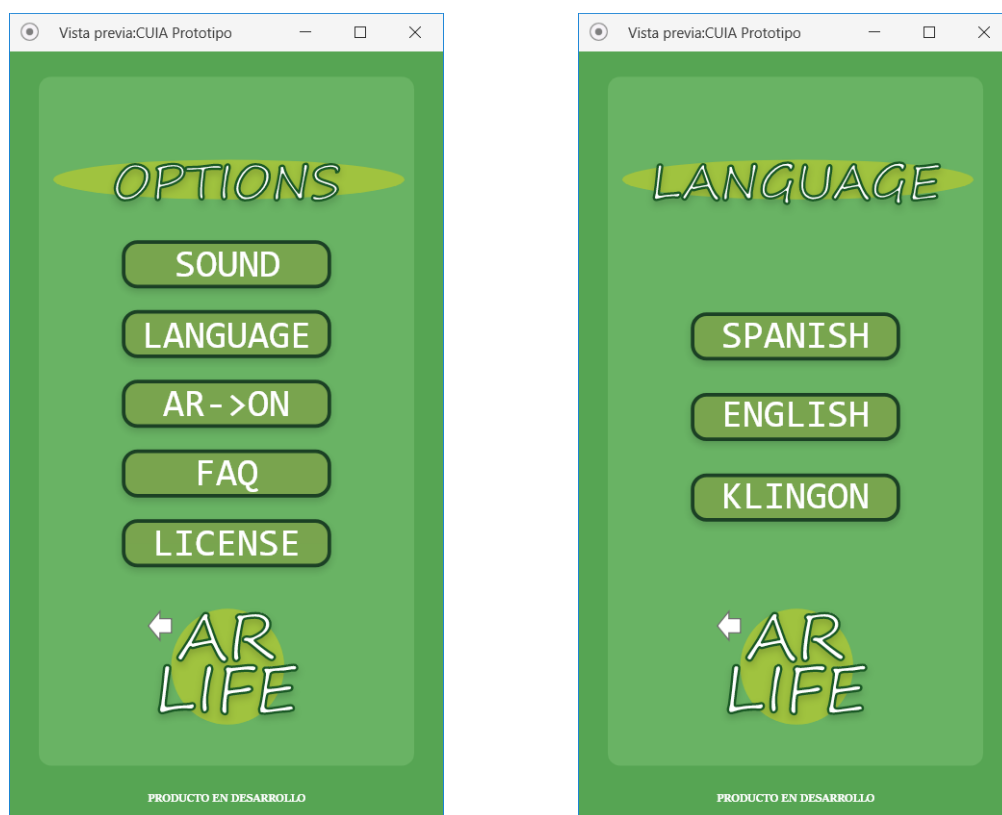 Vista previa:CUIA Prototipo
OPTIONS
SOUND
LANGUAGE
AR->ON
FAQ
LICENSE
AR
LIFE
PRODUCTO EN DESARROLLO
Vista previa:CUIA Prototipo
LANGUAGE
SPANISH
ENGLISH
KLINGON
AR
LIFE
PRODUCTO EN DESARROLLO